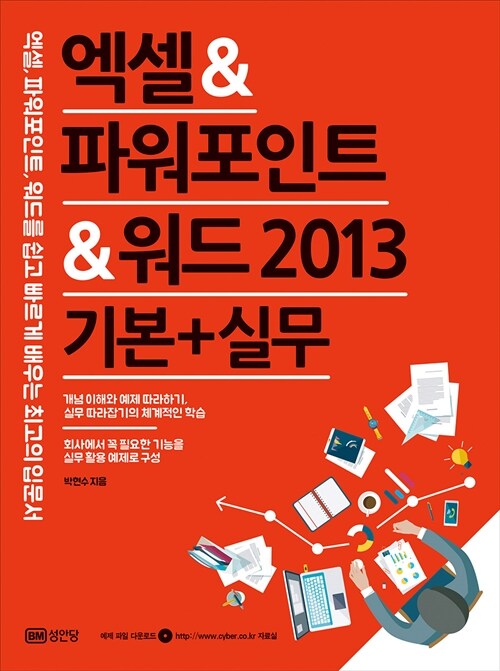 엑셀, 파워포인트, 워드를 쉽고 빠르게 배우는 최고의 입문서
엑셀 &
파워포인트
& 워드 2013
기본+실무
개념 이해와 예제 따라하기,
실무 따라잡기의 체계적인 학습
회사에서 꼭 필요한 기능을
실무 활용 예제로 구성
박현수 지음
BM 성안당
예제 파일 다운로드 http://www.cyber.co.kr 자료실